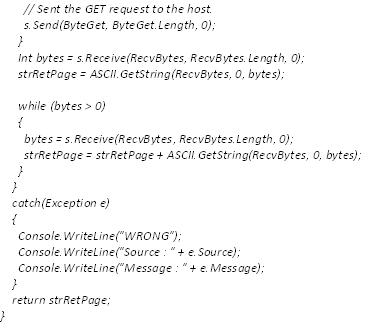 // Sent the GET request to the host.
s.Send(ByteGet, ByteGet.Length, 0);
}
Int bytes = s.Receive(RecvBytes, RecvBytes.Length, 0);
strRetPage = ASCII.GetString(RecvBytes, 0, bytes);
while (bytes > 0)
{
bytes = s.Receive(RecvBytes, RecvBytes.Length, 0);
strRetPage = strRetPage + ASCII.GetString(RecvBytes, 0, bytes);
}
}
catch(Exception e)
{
Console.WriteLine("WRONG");
Console.WriteLine("Source : " + e.Source);
Console.WriteLine("Message : " + e.Message);
}
return strRetPage;
}